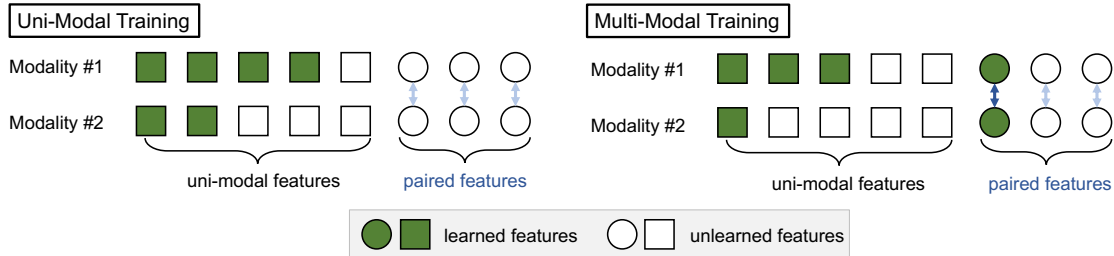 Uni-Modal Training
Modality #1
Modality #2
uni-modal features
paired features
Multi-Modal Training
Modality #1
Modality #2
uni-modal features
paired features
learned features
unlearned features